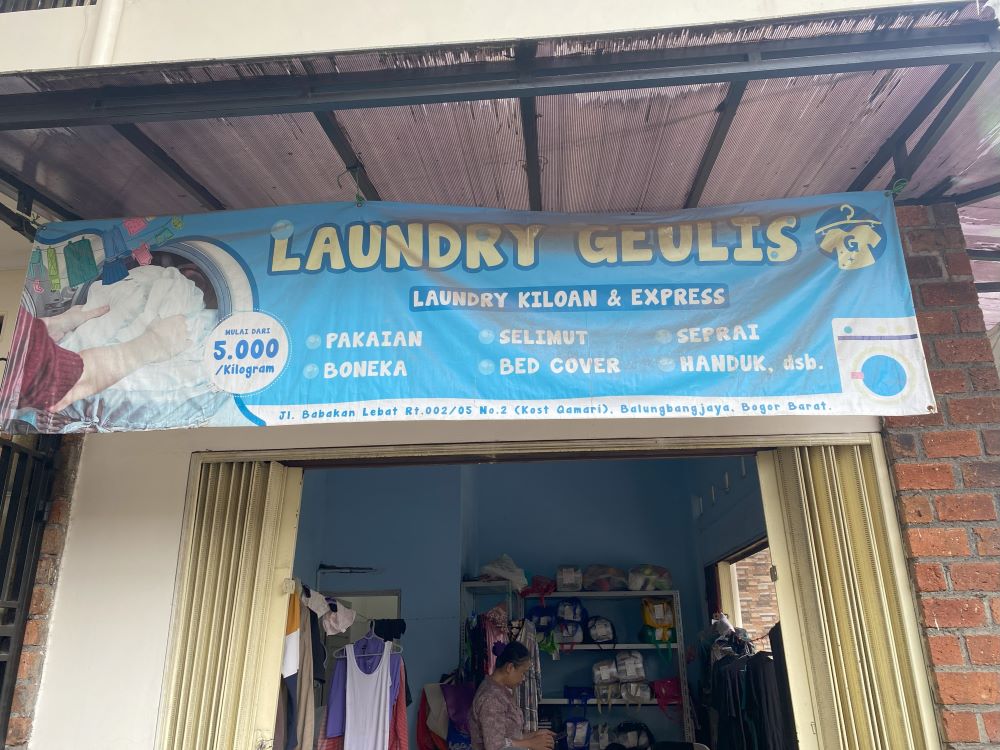 LAUNDRY GEULIS
G
LAUNDRY KILOAN & EXPRESS
MULAI DARI
5.000
/Kilogram
PAKAIAN
SELIMUT
SEPRAI
BONEKA
BED COVER
HANDUK, dsb.
Jl. Babakan Lebat Rt.002/05 No.2 (Kost Qamari), Balungbangjaya, Bogor Barat.